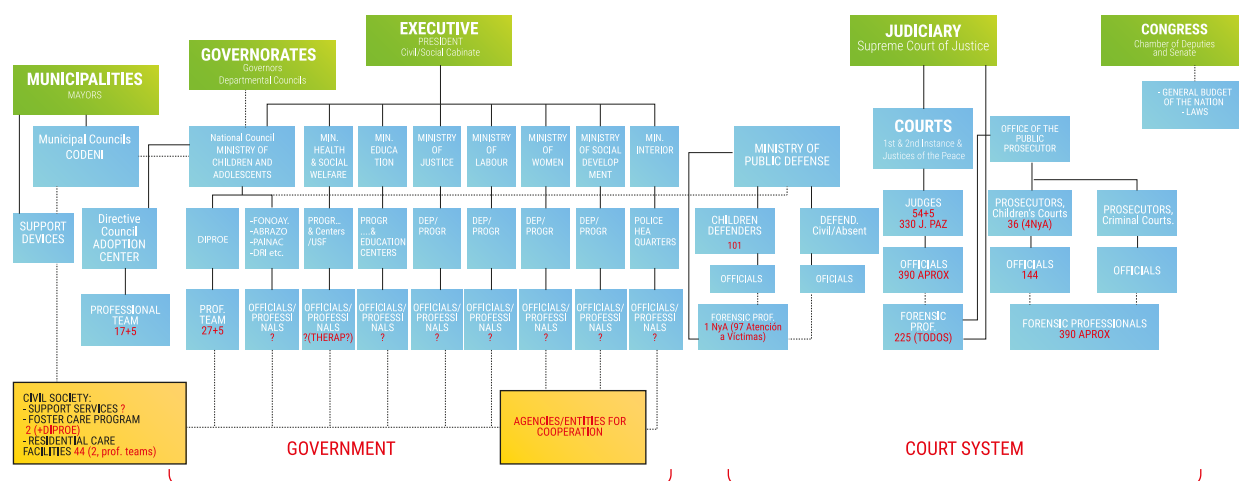 EXECUTIVE
PRESIDENT
Civil/Social Cabinate
JUDICIARY
Supreme Court of Justice
CONGRESS
Chamber of Deputies
and Senate
GOVERNORATES
Governors
Departmental Councils
MUNICIPALITIES
MAYORS
- GENERAL BUDGET
OF THE NATION
- LAWS
Municipal Councils
CODENI
National Council
MINISTRY OF
CHILDREN AND
ADOLESCENTS
MIN.
HEALTH
& SOCIAL
WELFARE
MIN.
EDUCA
TION
MINISTRY
OF
JUSTICE
MINISTRY
OF
LABOUR
MINISTRY
OF
WOMEN
MINISTRY
OF SOCIAL
DEVELOP
MENT
MIN.
INTERIOR
MINISTRY OF
PUBLIC DEFENSE
COURTS
1st & 2nd Instance &
Justices of the Peace
OFFICE OF THE
PUBLIC
PROSECUTOR
SUPPORT
DEVICES
Directive
Council
ADOPTION
CENTER
DIPROE
-FONOAY.
-ABRAZO
-PAINAC
-DRI etc.
PROGR...
& Centers
/USF
PROGR
....&
EDUCATION
CENTERS
DEP/
PROGR
DEP/
PROGR
DEP/
PROGR
DEP/
PROGR
POLICE
HEA
QUARTERS
CHILDREN
DEFENDERS
101
DEFEND.
Civil/Absent
JUDGES
54+5
330 J. PAZ
PROSECUTORS,
Children's Courts
36 (4NyA)
PROSECUTORS,
Criminal Courts.
OFFICIALS
OFICIALS
OFFICIALS
390 APROX
OFFICIALS
144
OFFICIALS
PROFESSIONAL
TEAM
17+5
PROF.
TEAM
27+5
OFFICIALS/
PROFESSI
NALS
?
OFFICIALS/
PROFESSI
NALS
?(THERAP?)
OFFICIALS/
PROFESSI
NALS
?
OFFICIALS/
PROFESSI
NALS
?
OFFICIALS/
PROFESSI
NALS
?
OFFICIALS/
PROFESSI
NALS
?
OFFICIALS/
PROFESSI
NALS
?
OFFICIALS/
PROFESSI
NALS
?
FORENSIC PROF.
1 NyA (97 Atención
a Víctimas)
FORENSIC
PROF.
225 (TODOS)
FORENSIC PROFESSIONALS
390 APROX
CIVIL SOCIETY:
- SUPPORT SERVICES ?
- FOSTER CARE PROGRAM
2 (+DIPROE)
- RESIDENTIAL CARE
FACILITIES 44 (2, prof. teams)
AGENCIES/ENTITIES FOR
COOPERATION
GOVERNMENT
COURT SYSTEM